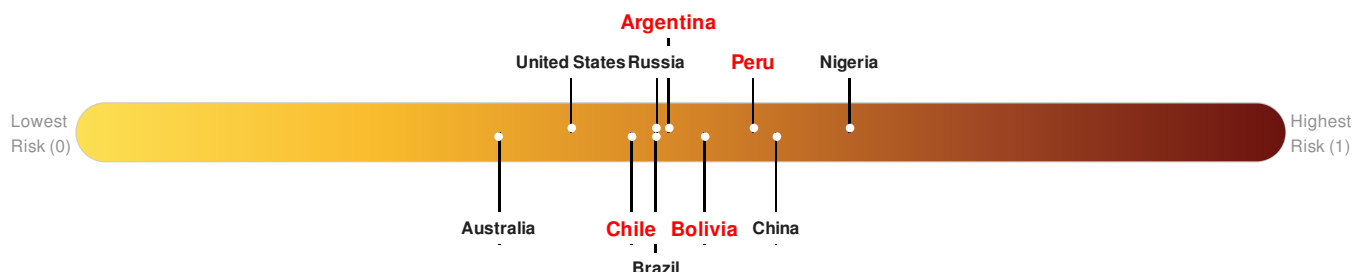 Argentina
United States Russia Peru Nigeria
Lowest
Risk (0)
Highest
Risk (1)
Australia Chile Bolivia China
Brazil